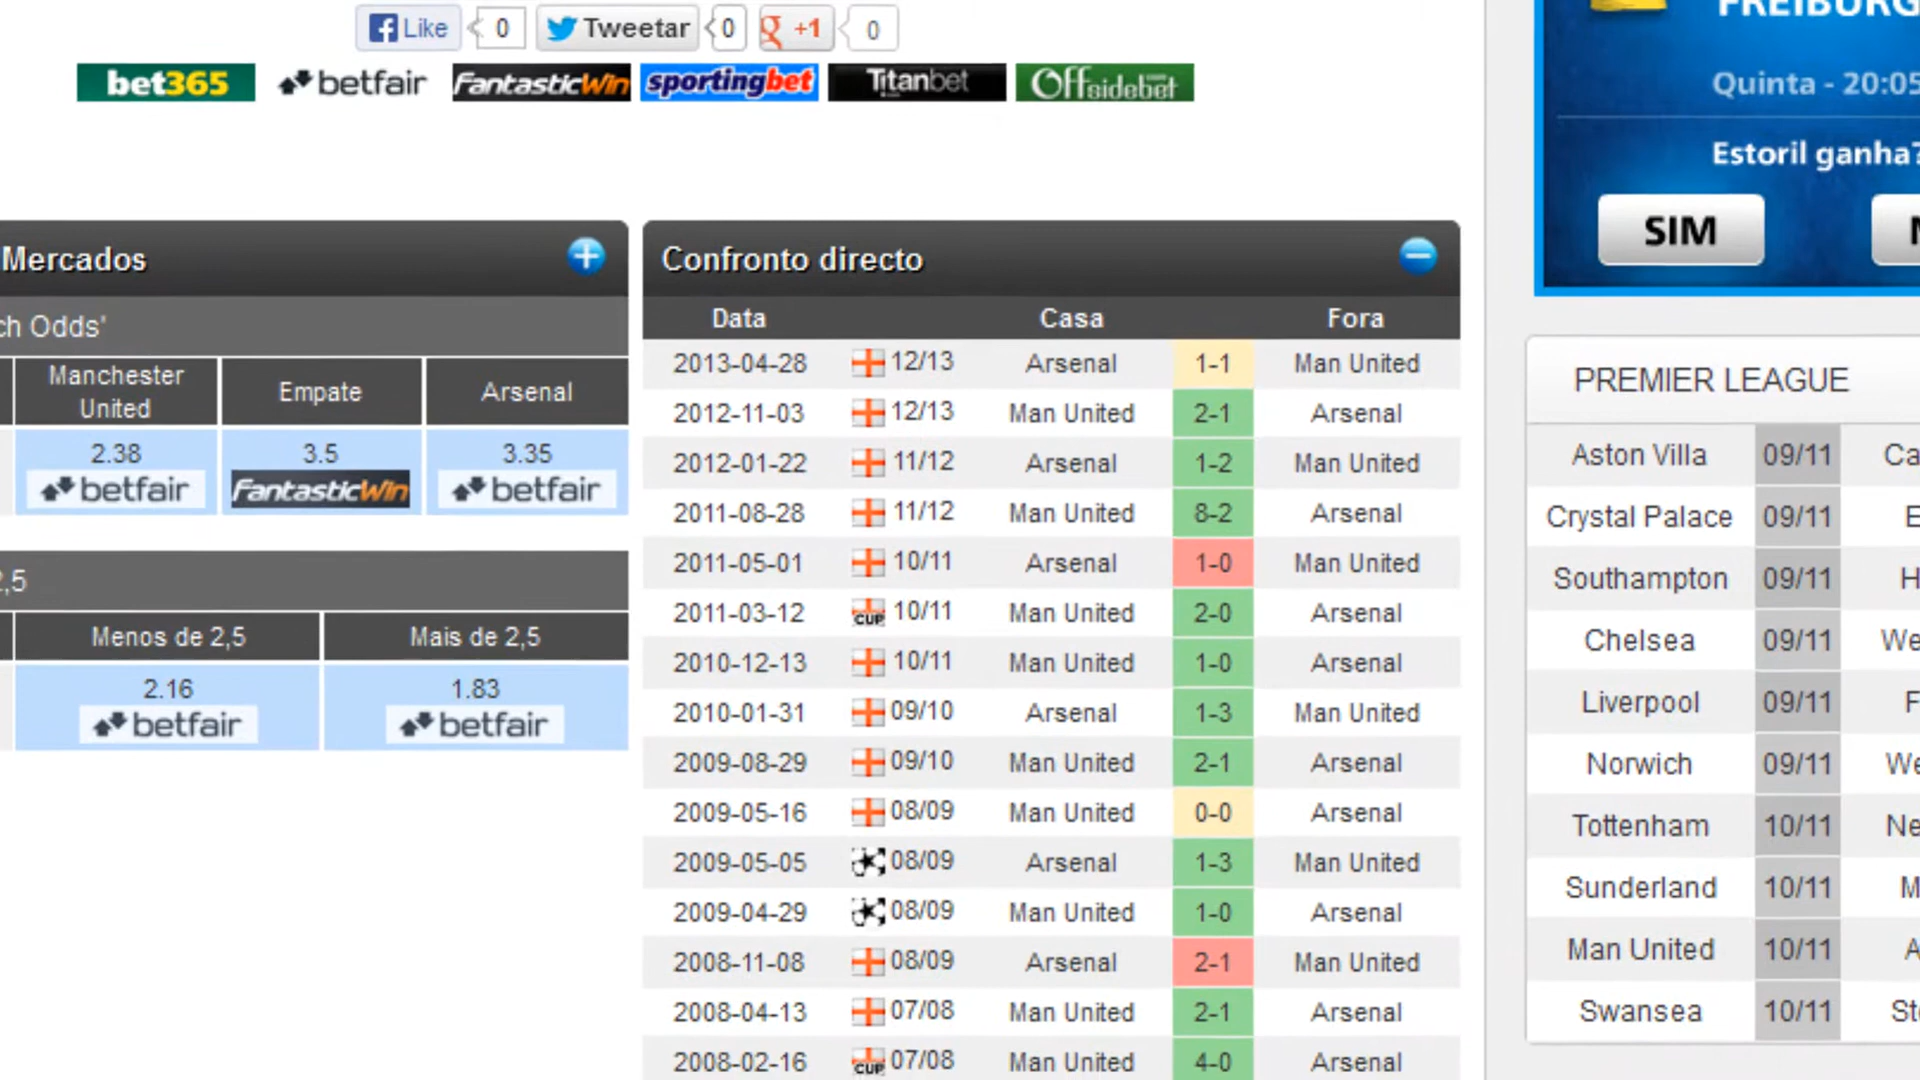 Like 0 Tweetar 0 +1 0
bet365 betfair FantasticWin sportingbet Titanbet Offsidebet
Quinta - 20:05
Estoril ganha?
SIM
Mercados
Match Odds'
Manchester United Empate Arsenal
2.38 3.5 3.35
betfair FantasticWin betfair
2,5
Menos de 2,5 Mais de 2,5
2.16 1.83
betfair betfair
Confronto directo
Data Casa Fora
2013-04-28 12/13 Arsenal 1-1 Man United
2012-11-03 12/13 Man United 2-1 Arsenal
2012-01-22 11/12 Arsenal 1-2 Man United
2011-08-28 11/12 Man United 8-2 Arsenal
2011-05-01 10/11 Arsenal 1-0 Man United
2011-03-12 CUP 10/11 Man United 2-0 Arsenal
2010-12-13 10/11 Man United 1-0 Arsenal
2010-01-31 09/10 Arsenal 1-3 Man United
2009-08-29 09/10 Man United 2-1 Arsenal
2009-05-16 08/09 Man United 0-0 Arsenal
2009-05-05 08/09 Arsenal 1-3 Man United
2009-04-29 08/09 Man United 1-0 Arsenal
2008-11-08 08/09 Arsenal 2-1 Man United
2008-04-13 07/08 Man United 2-1 Arsenal
2008-02-16 CUP 07/08 Man United 4-0 Arsenal
PREMIER LEAGUE
Aston Villa 09/11 Ca
Crystal Palace 09/11 E
Southampton 09/11 H
Chelsea 09/11 We
Liverpool 09/11 F
Norwich 09/11 We
Tottenham 10/11 Ne
Sunderland 10/11 M
Man United 10/11 A
Swansea 10/11 Sto